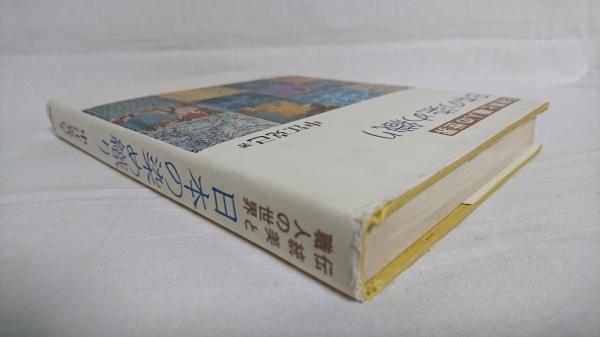 伝統美と
職人の世界
日本の染め織り
日本の染め織り
中江克己 著